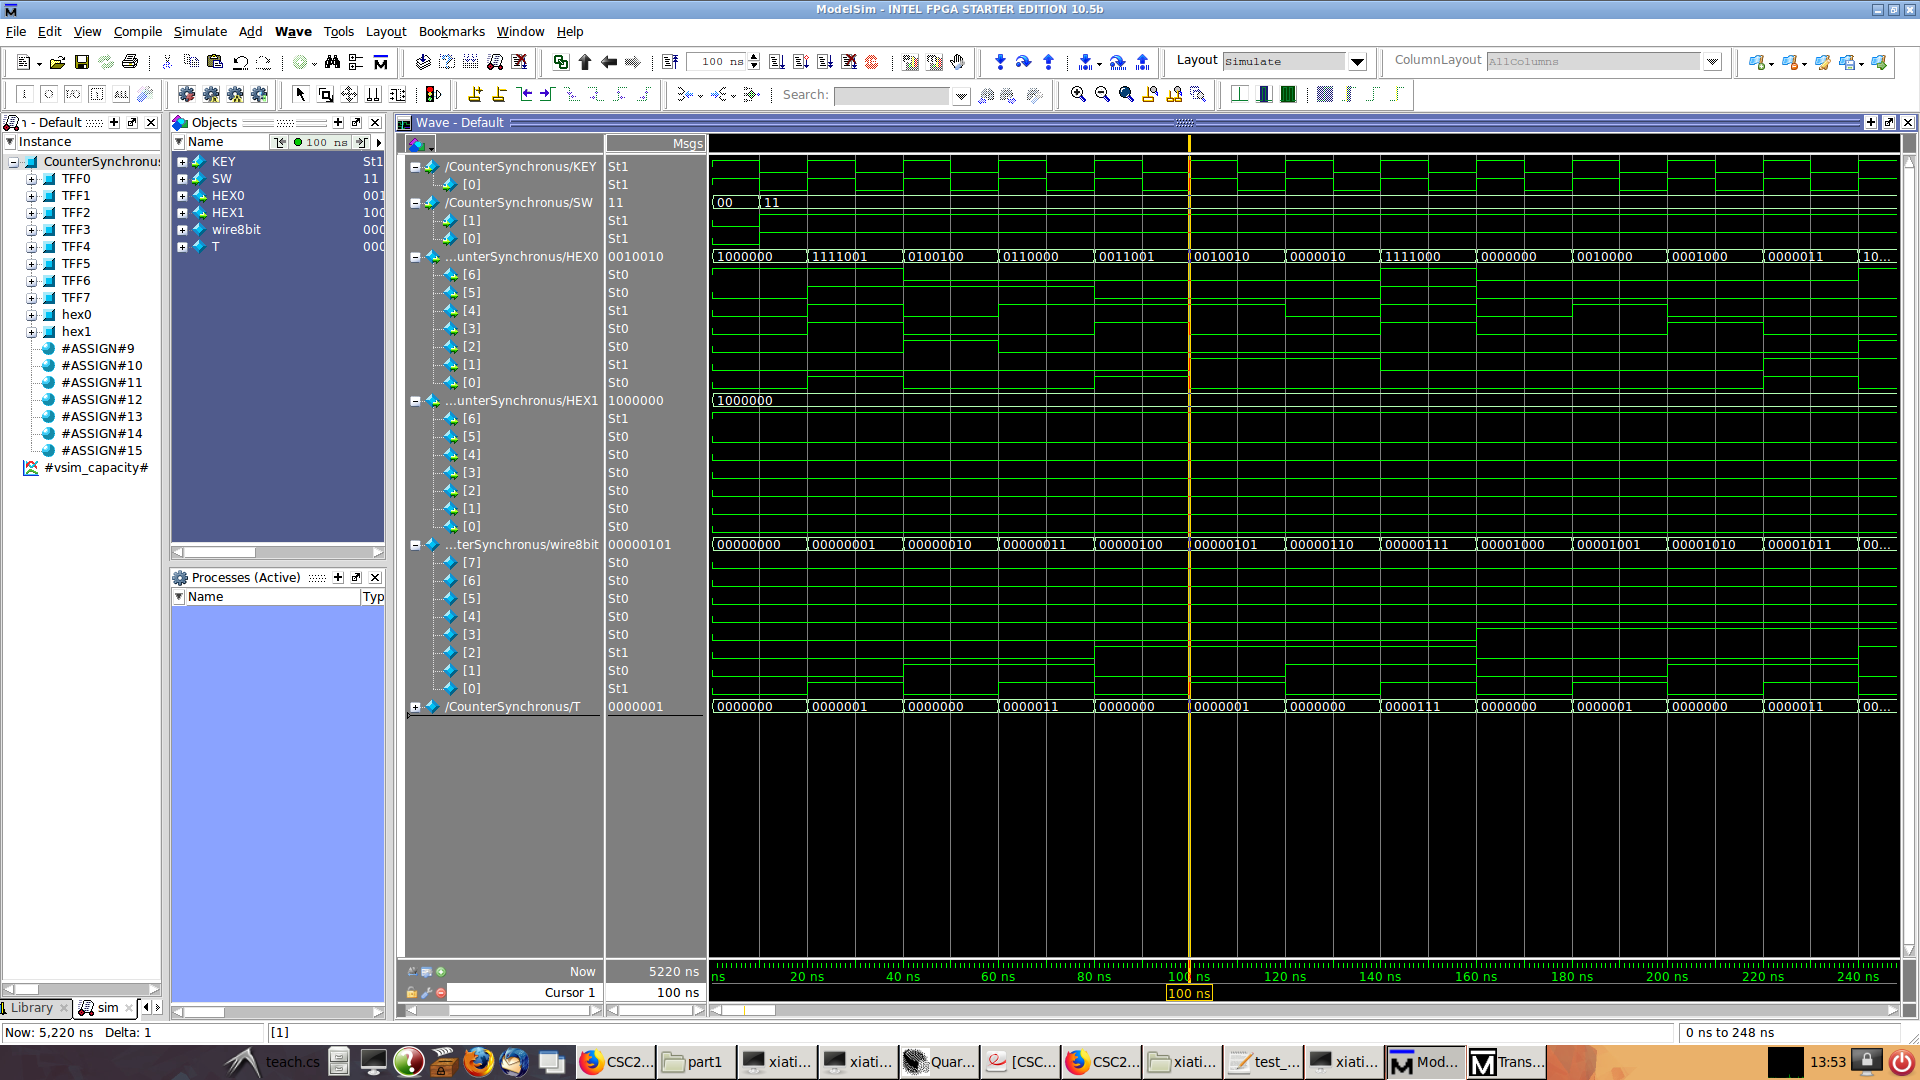 ModelSim - INTEL FPGA STARTER EDITION 10.5b
File Edit View Compile Simulate Add Wave Tools Layout Bookmarks Window Help
100 ns
Layout Simulate
ColumnLayout AllColumns
Search:
- Default
Instance
CounterSynchronus
TFF0
TFF1
TFF2
TFF3
TFF4
TFF5
TFF6
TFF7
hex0
hex1
#ASSIGN#9
#ASSIGN#10
#ASSIGN#11
#ASSIGN#12
#ASSIGN#13
#ASSIGN#14
#ASSIGN#15
#vsim_capacity#
Library
sim
Objects
Name 100 ns
KEY St1
SW 11
HEX0 001
HEX1 100
wire8bit 000
T 000
Processes (Active)
Name Typ
Wave - Default
Msgs
/CounterSynchronus/KEY St1
[0] St1
/CounterSynchronus/SW 11 00 11
[1] St1
[0] St1
...unterSynchronus/HEX0 0010010 1000000 1111001 0100100 0110000 0011001 0010010 0000010 1111000 0000000 0010000 0001000 0000011 10...
[6] St0
[5] St0
[4] St1
[3] St0
[2] St0
[1] St1
[0] St0
...unterSynchronus/HEX1 1000000 1000000
[6] St1
[5] St0
[4] St0
[3] St0
[2] St0
[1] St0
[0] St0
...terSynchronus/wire8bit 00000101 00000000 00000001 00000010 00000011 00000100 00000101 00000110 00000111 00001000 00001001 00001010 00001011 00...
[7] St0
[6] St0
[5] St0
[4] St0
[3] St0
[2] St1
[1] St0
[0] St1
/CounterSynchronus/T 0000001 0000000 0000001 0000000 0000011 0000000 0000001 0000000 0000111 0000000 0000001 0000000 0000011 00...
Now 5220 ns
ns 20 ns 40 ns 60 ns 80 ns 100 ns 120 ns 140 ns 160 ns 180 ns 200 ns 220 ns 240 ns
Cursor 1 100 ns 100 ns
Now: 5,220 ns Delta: 1 [1] 0 ns to 248 ns
teach.cs CSC2... part1 xiati... xiati... Quar... [CSC... CSC2... xiati... test_... xiati... Mod... Trans... 13:53